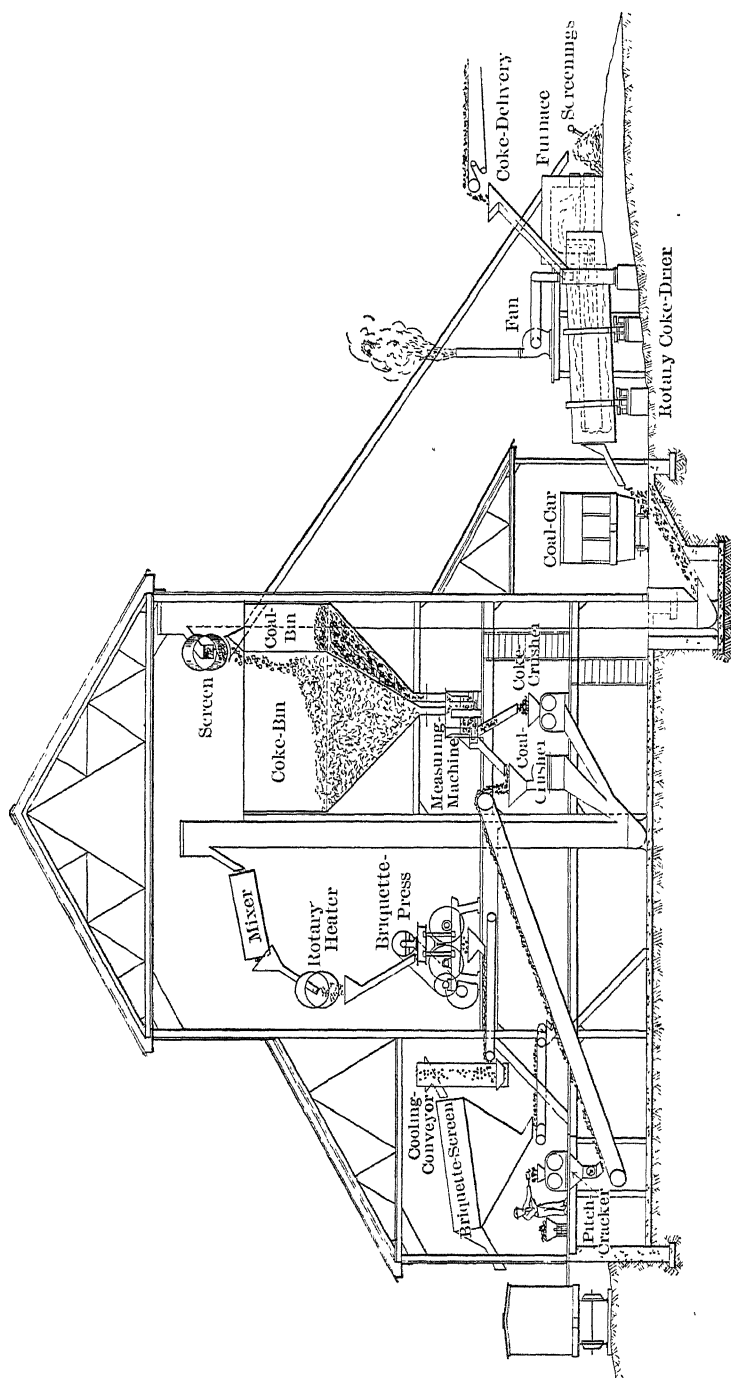 Coke-Delivery
Furnace
Screenings
Fan
Rotary Coke-Drier
Coal-Car
Screen
Coal-
Bin
Coke-Bin
Measuring-
Machine
Coke-
Crusher
Coal-
Crusher
Mixer
Rotary
Heater
Briquette-
Press
Cooling-
Conveyor
Briquette-Screen
Pitch-
Cracker